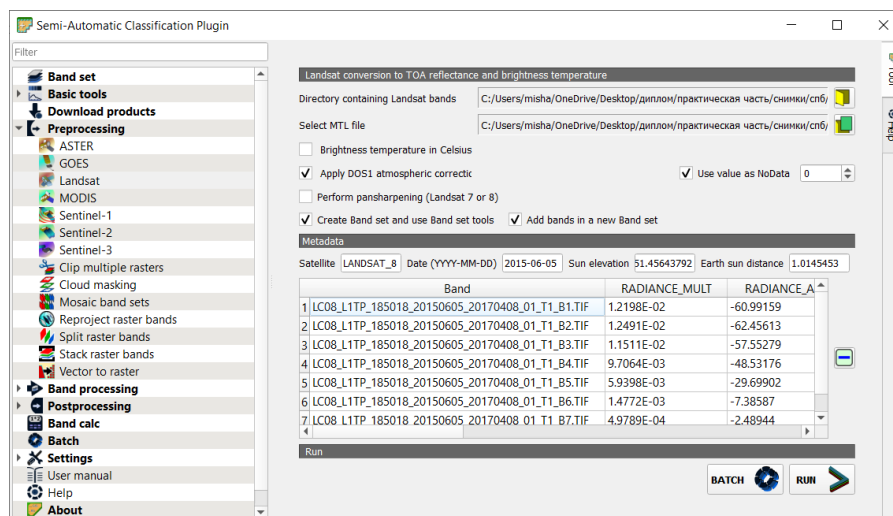 Semi-Automatic Classification Plugin
Filter
Band set
Basic tools
Download products
Preprocessing
ASTER
GOES
Landsat
MODIS
Sentinel-1
Sentinel-2
Sentinel-3
Clip multiple rasters
Cloud masking
Mosaic band sets
Reproject raster bands
Split raster bands
Stack raster bands
Vector to raster
Band processing
Postprocessing
Band calc
Batch
Settings
User manual
Help
About
Landsat conversion to TOA reflectance and brightness temperature
Directory containing Landsat bands C:/Users/misha/OneDrive/Desktop/диплом/практическая часть/снимки/спб/
Select MTL file C:/Users/misha/OneDrive/Desktop/диплом/практическая часть/снимки/спб/
Brightness temperature in Celsius
Apply DOS1 atmospheric correctic Use value as NoData 0
Perform pansharpening (Landsat 7 or 8)
Create Band set and use Band set tools Add bands in a new Band set
Metadata
Satellite LANDSAT_8 Date (YYYY-MM-DD) 2015-06-05 Sun elevation 51.45643792 Earth sun distance 1.0145453
Band RADIANCE_MULT RADIANCE_A
1 LC08_L1TP_185018_20150605_20170408_01_T1_B1.TIF 1.2198E-02 -60.99159
2 LC08_L1TP_185018_20150605_20170408_01_T1_B2.TIF 1.2491E-02 -62.45613
3 LC08_L1TP_185018_20150605_20170408_01_T1_B3.TIF 1.1511E-02 -57.55279
4 LC08_L1TP_185018_20150605_20170408_01_T1_B4.TIF 9.7064E-03 -48.53176
5 LC08_L1TP_185018_20150605_20170408_01_T1_B5.TIF 5.9398E-03 -29.69902
6 LC08_L1TP_185018_20150605_20170408_01_T1_B6.TIF 1.4772E-03 -7.38587
7 LC08_L1TP_185018_20150605_20170408_01_T1_B7.TIF 4.9789E-04 -2.48944
Run
BATCH RUN
Help